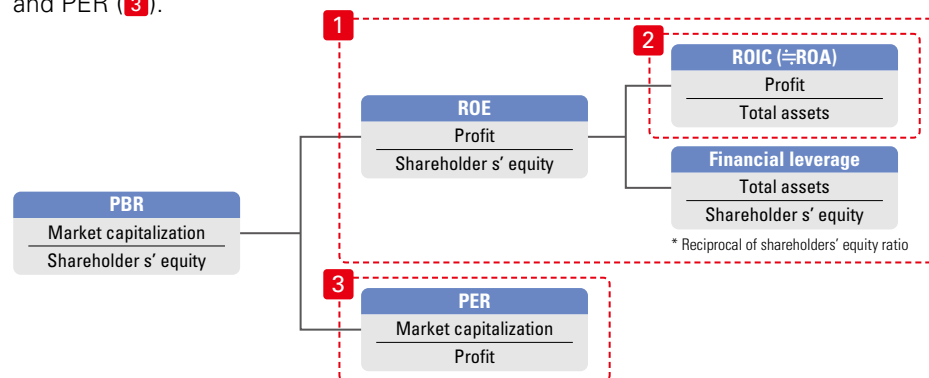 and PER (3).
1
2
ROIC (≒ROA)
Profit
Total assets
ROE
Profit
Shareholder s’ equity
Financial leverage
Total assets
Shareholder s’ equity
* Reciprocal of shareholders’ equity ratio
PBR
Market capitalization
Shareholder s’ equity
3
PER
Market capitalization
Profit